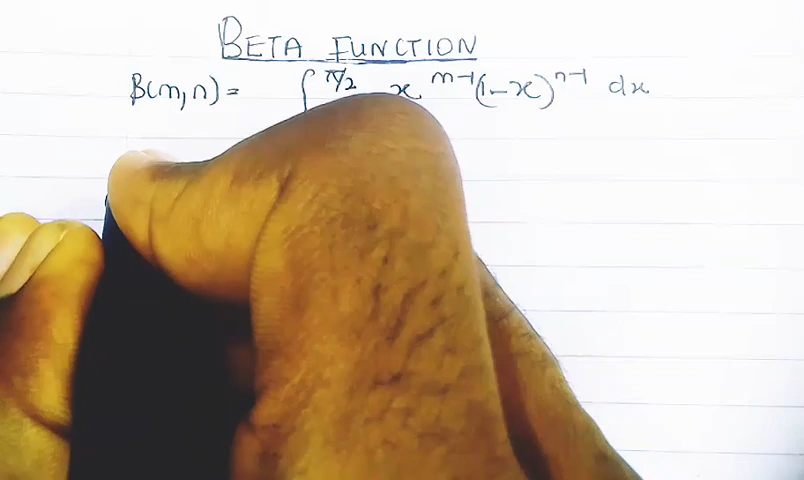 BETA FUNCTION
B(m,n) = ∫^π/2 x^m-1 (1-x)^n-1 dx